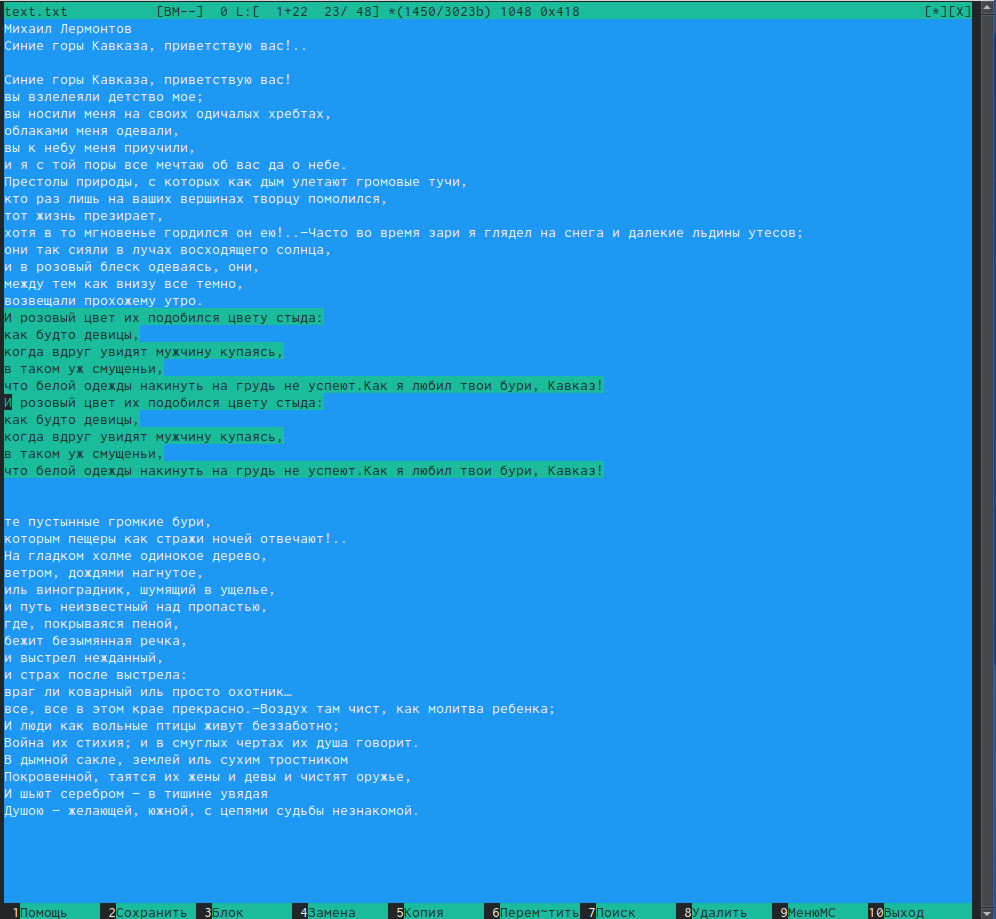 text.txt [BM--] 0 L:[ 1+22 23/ 48] *(1450/3023b) 1048 0x418 [*][X]
Михаил Лермонтов
Синие горы Кавказа, приветствую вас!..
Синие горы Кавказа, приветствую вас!
вы взлелеяли детство мое;
вы носили меня на своих одичалых хребтах,
облаками меня одевали,
вы к небу меня приучили,
и я с той поры все мечтаю об вас да о небе.
Престолы природы, с которых как дым улетают громовые тучи,
кто раз лишь на ваших вершинах творцу помолился,
тот жизнь презирает,
хотя в то мгновенье гордился он ею!..—Часто во время зари я глядел на снега и далекие льдины утесов;
они так сияли в лучах восходящего солнца,
и в розовый блеск одеваясь, они,
между тем как внизу все темно,
возвещали прохожему утро.
И розовый цвет их подобился цвету стыда:
как будто девицы,
когда вдруг увидят мужчину купаясь,
в таком уж смущеньи,
что белой одежды накинуть на грудь не успеют.Как я любил твои бури, Кавказ!
И розовый цвет их подобился цвету стыда:
как будто девицы,
когда вдруг увидят мужчину купаясь,
в таком уж смущеньи,
что белой одежды накинуть на грудь не успеют.Как я любил твои бури, Кавказ!
те пустынные громкие бури,
которым пещеры как стражи ночей отвечают!..
На гладком холме одинокое дерево,
ветром, дождями нагнутое,
иль виноградник, шумящий в ущелье,
и путь неизвестный над пропастью,
где, покрываяся пеной,
бежит безымянная речка,
и выстрел нежданный,
и страх после выстрела:
враг ли коварный иль просто охотник…
все, все в этом крае прекрасно.—Воздух там чист, как молитва ребенка;
И люди как вольные птицы живут беззаботно;
Война их стихия; и в смуглых чертах их душа говорит.
В дымной сакле, землей иль сухим тростником
Покровенной, таятся их жены и девы и чистят оружье,
И шьют серебром — в тишине увядая
Душою — желающей, южной, с цепями судьбы незнакомой.
1Помощь 2Сохранить 3Блок 4Замена 5Копия 6Перем~тить 7Поиск 8Удалить 9МенюMC 10Выход